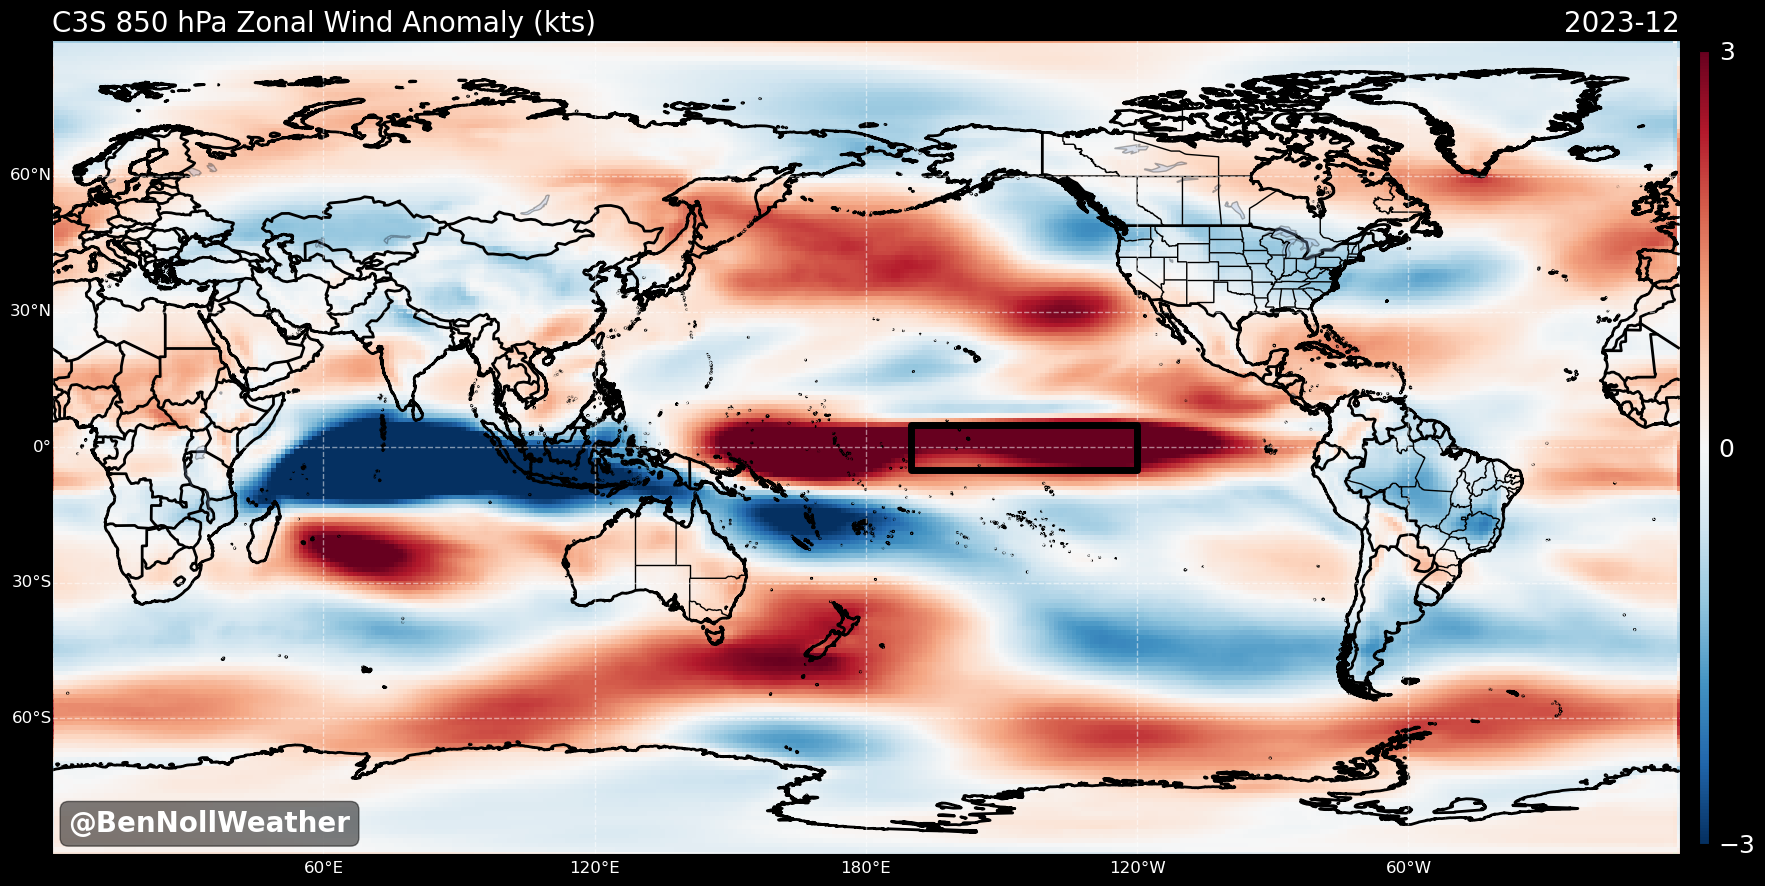 C3S 850 hPa Zonal Wind Anomaly (kts)
2023-12
3
60°N
30°N
0°
0
30°S
60°S
@BenNollWeather
−3
60°E
120°E
180°E
120°W
60°W